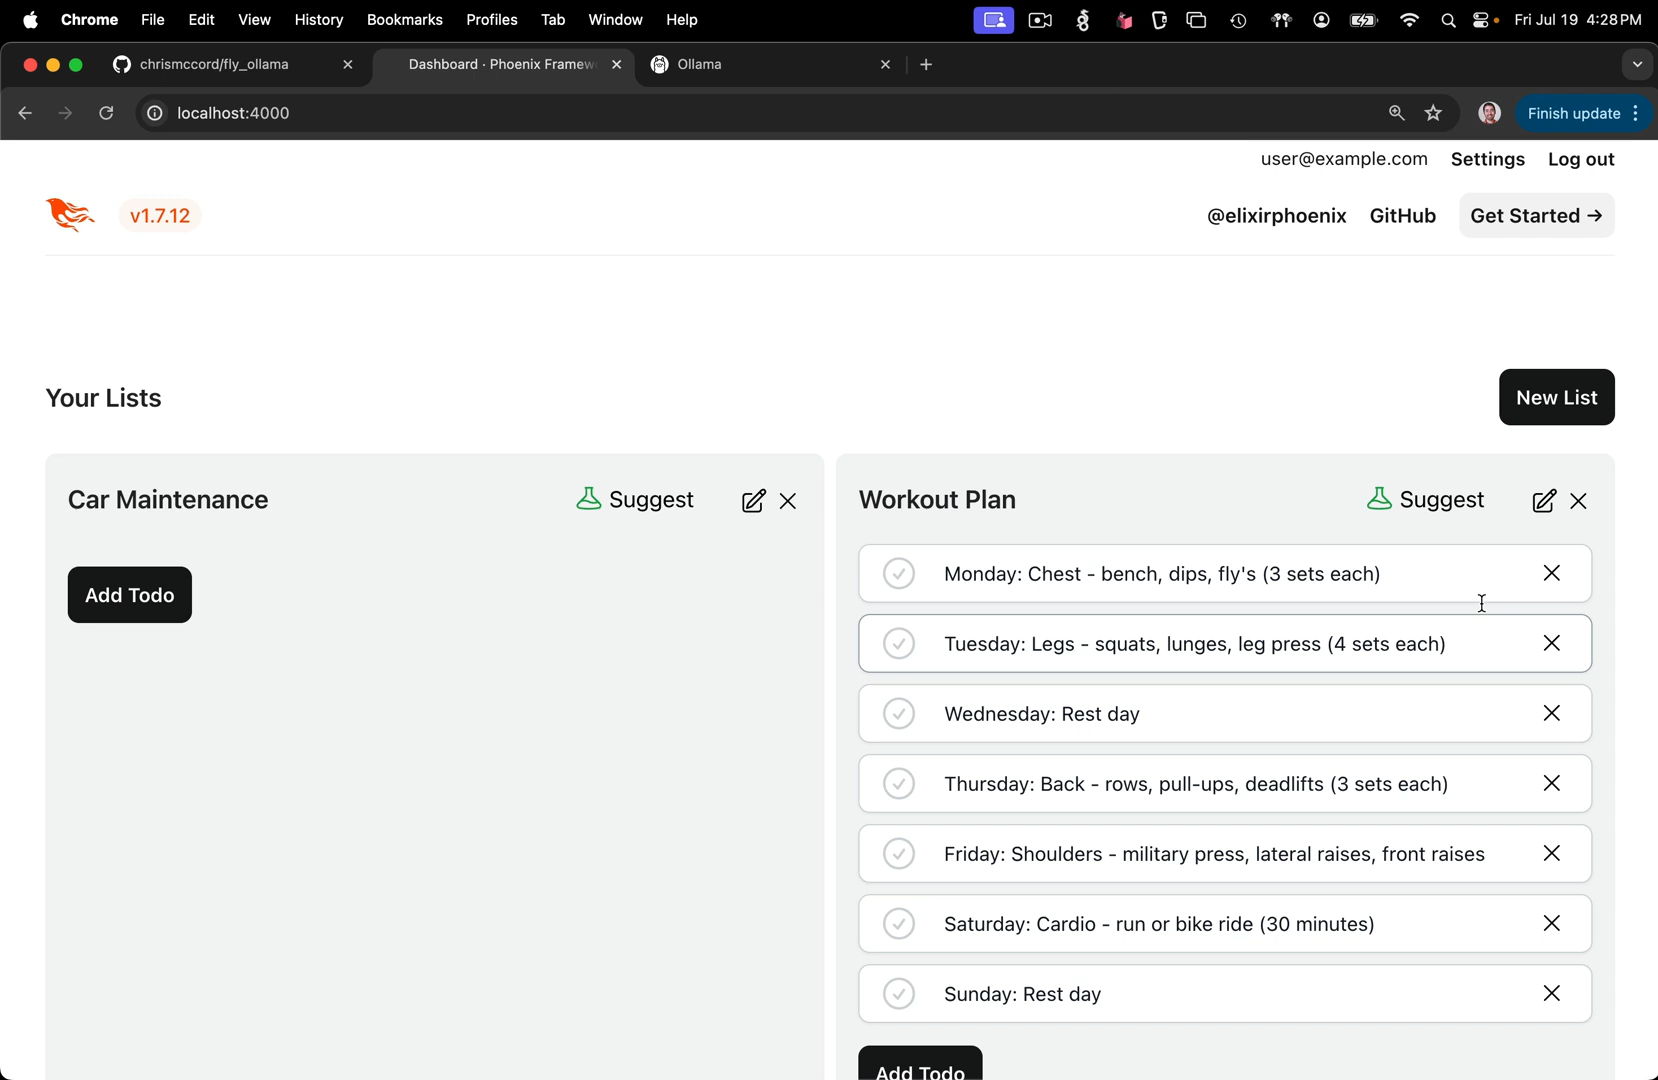 Chrome File Edit View History Bookmarks Profiles Tab Window Help Fri Jul 19 4:28 PM
chrismccord/fly_ollama Dashboard · Phoenix Framew Ollama
localhost:4000 Finish update
user@example.com Settings Log out
v1.7.12 @elixirphoenix GitHub Get Started →
Your Lists New List
Car Maintenance Suggest
Add Todo
Workout Plan Suggest
Monday: Chest - bench, dips, fly's (3 sets each)
Tuesday: Legs - squats, lunges, leg press (4 sets each)
Wednesday: Rest day
Thursday: Back - rows, pull-ups, deadlifts (3 sets each)
Friday: Shoulders - military press, lateral raises, front raises
Saturday: Cardio - run or bike ride (30 minutes)
Sunday: Rest day
Add Todo